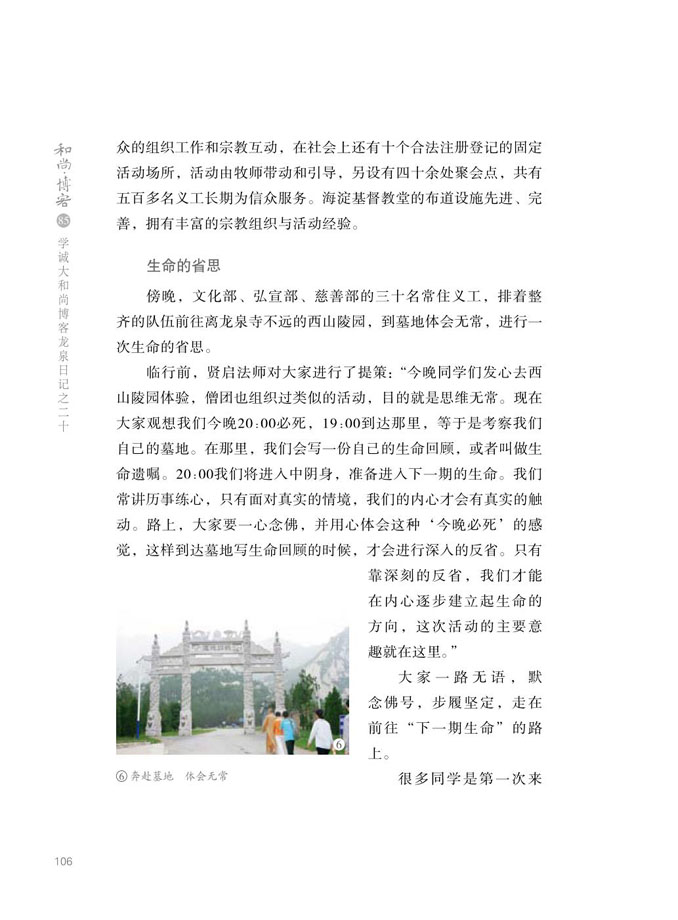 和尚·博客
85
学诚大和尚博客龙泉日记之二十
众的组织工作和宗教互动，在社会上还有十个合法注册登记的固定
活动场所，活动由牧师带动和引导，另设有四十余处聚会点，共有
五百多名义工长期为信众服务。海淀基督教堂的布道设施先进、完
善，拥有丰富的宗教组织与活动经验。
生命的省思
傍晚，文化部、弘宣部、慈善部的三十名常住义工，排着整
齐的队伍前往离龙泉寺不远的西山陵园，到墓地体会无常，进行一
次生命的省思。
临行前，贤启法师对大家进行了提策：“今晚同学们发心去西
山陵园体验，僧团也组织过类似的活动，目的就是思维无常。现在
大家观想我们今晚20:00必死，19:00到达那里，等于是考察我们
自己的墓地。在那里，我们会写一份自己的生命回顾，或者叫做生
命遗嘱。20:00我们将进入中阴身，准备进入下一期的生命。我们
常讲历事练心，只有面对真实的情境，我们的内心才会有真实的触
动。路上，大家要一心念佛，并用心体会这种‘今晚必死’的感
觉，这样到达墓地写生命回顾的时候，才会进行深入的反省。只有
靠深刻的反省，我们才能
在内心逐步建立起生命的
方向，这次活动的主要意
趣就在这里。”
大家一路无语，默
念佛号，步履坚定，走在
前往“下一期生命”的路
上。
很多同学是第一次来
6
⑥奔赴墓地　体会无常
106